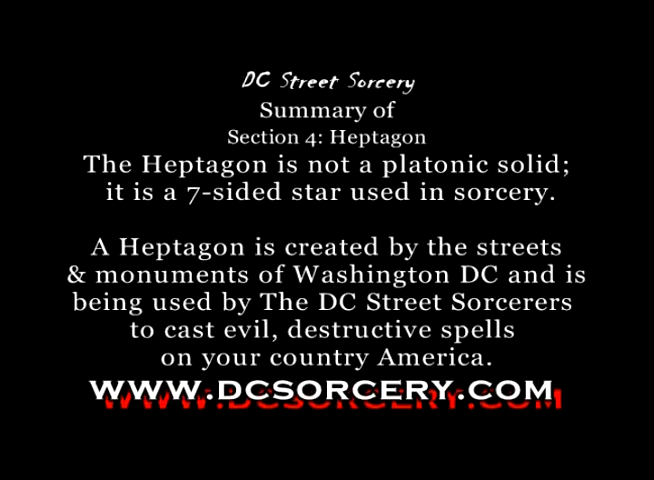 DC Street Sorcery
Summary of
Section 4: Heptagon
The Heptagon is not a platonic solid;
it is a 7-sided star used in sorcery.
A Heptagon is created by the streets
& monuments of Washington DC and is
being used by The DC Street Sorcerers
to cast evil, destructive spells
on your country America.
WWW.DCSORCERY.COM